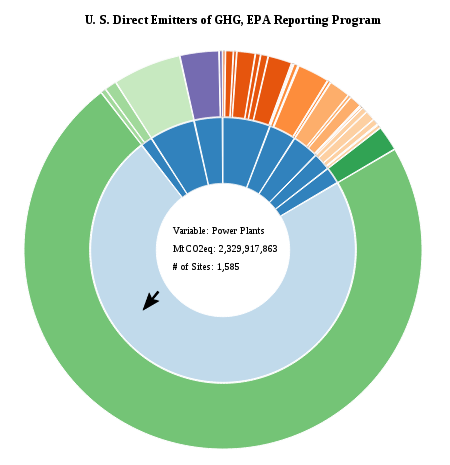 U. S. Direct Emitters of GHG, EPA Reporting Program
Variable: Power Plants
MtCO2eq: 2,329,917,863
# of Sites: 1,585